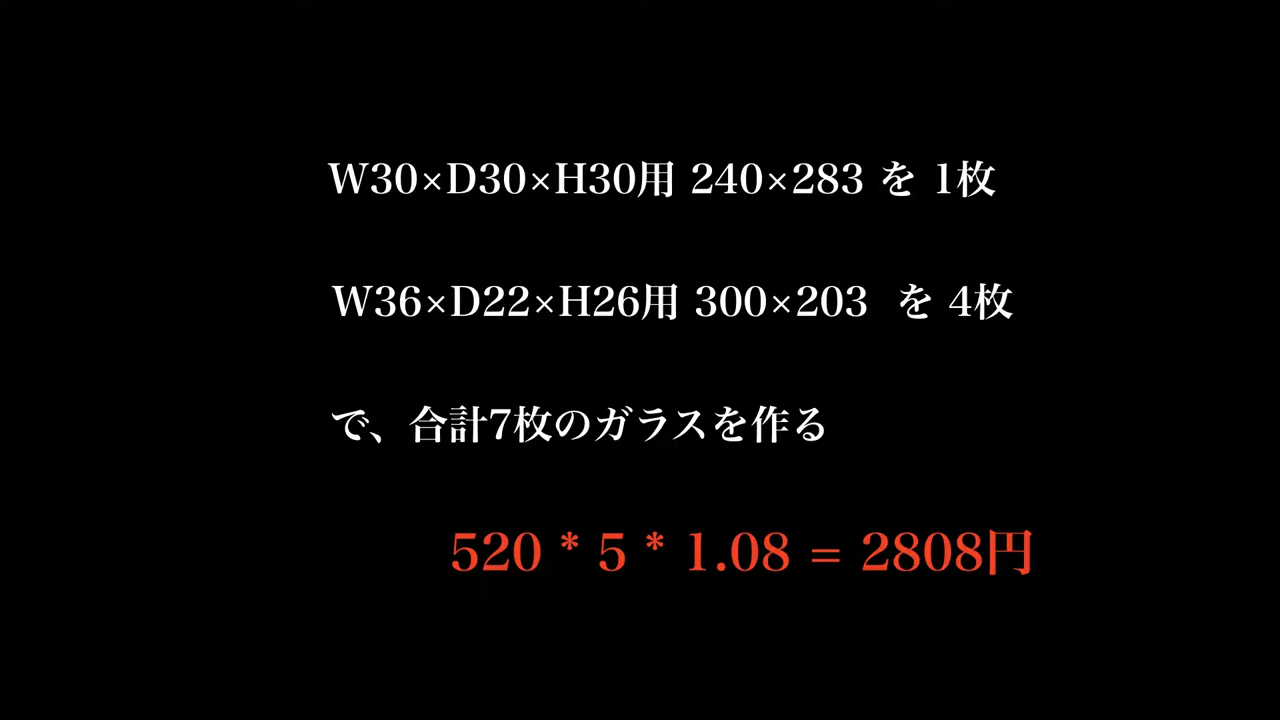 W30×D30×H30用 240×283 を 1枚
W36×D22×H26用 300×203 を 4枚
で、合計7枚のガラスを作る
520 * 5 * 1.08 = 2808円